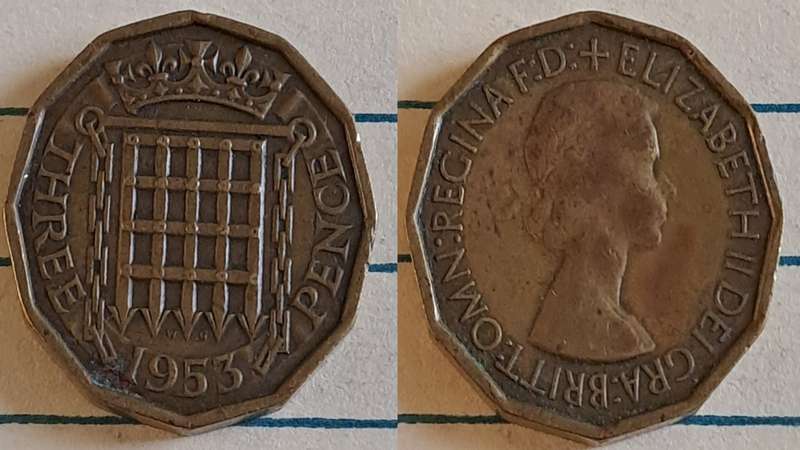 THREE PENCE
1953
W G
+ ELIZABETH II DEI GRA:BRITT:OMN:REGINA F:D: